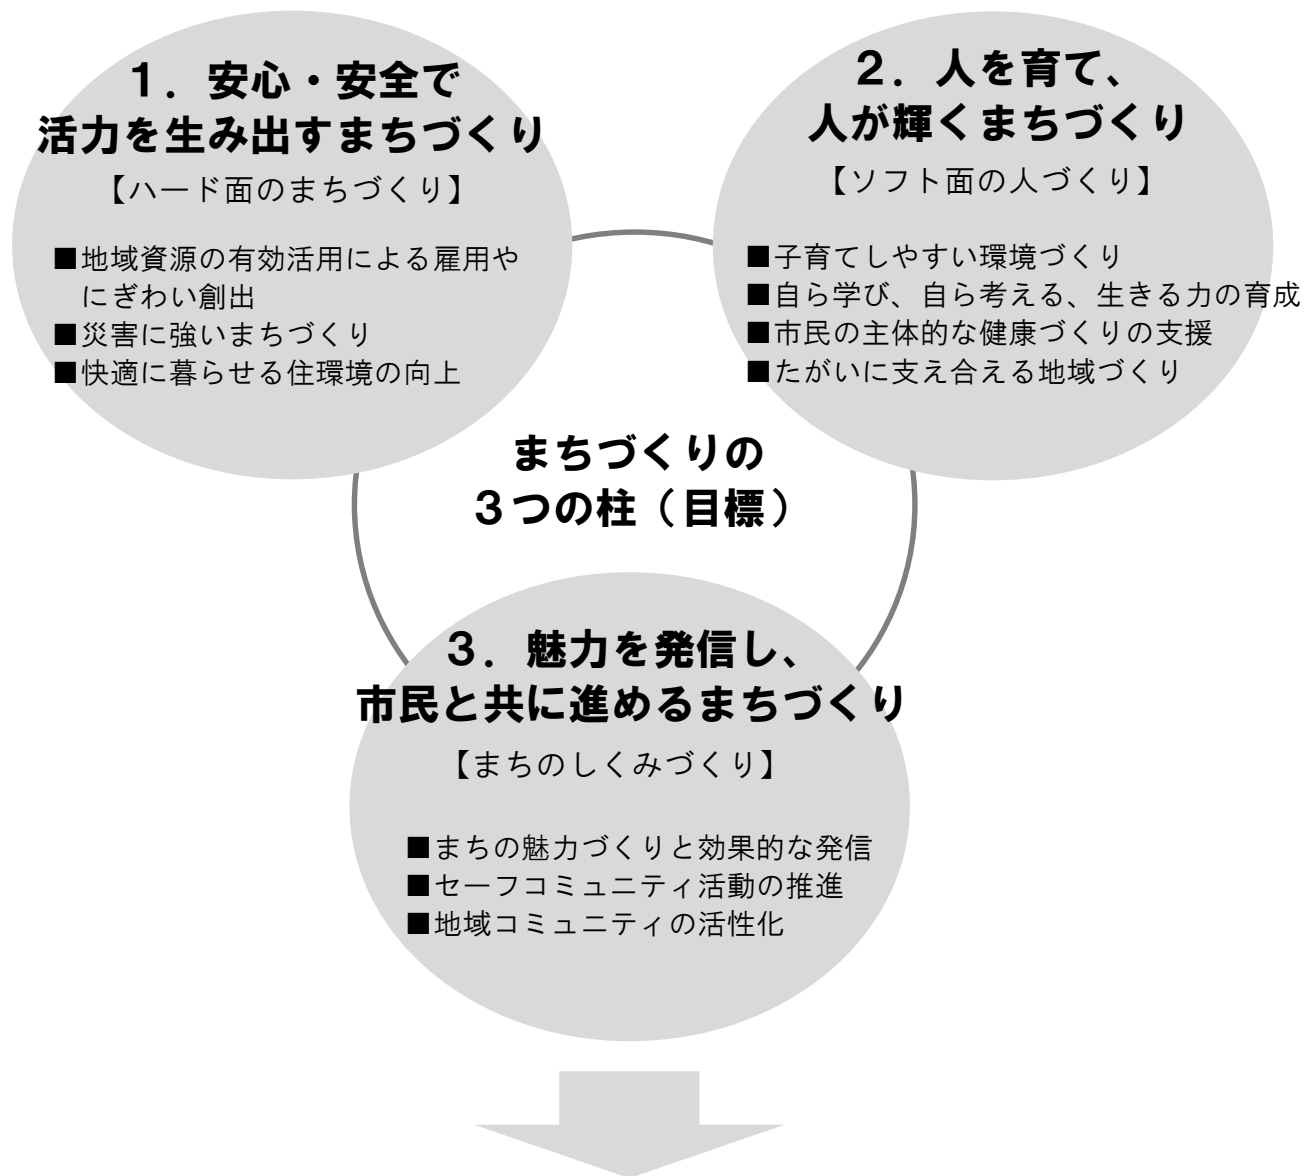 １．安心・安全で
活力を生み出すまちづくり
【ハード面のまちづくり】
■地域資源の有効活用による雇用や
にぎわい創出
■災害に強いまちづくり
■快適に暮らせる住環境の向上
２．人を育て、
人が輝くまちづくり
【ソフト面の人づくり】
■子育てしやすい環境づくり
■自ら学び、自ら考える、生きる力の育成
■市民の主体的な健康づくりの支援
■たがいに支え合える地域づくり
まちづくりの
３つの柱（目標）
３．魅力を発信し、
市民と共に進めるまちづくり
【まちのしくみづくり】
■まちの魅力づくりと効果的な発信
■セーフコミュニティ活動の推進
■地域コミュニティの活性化